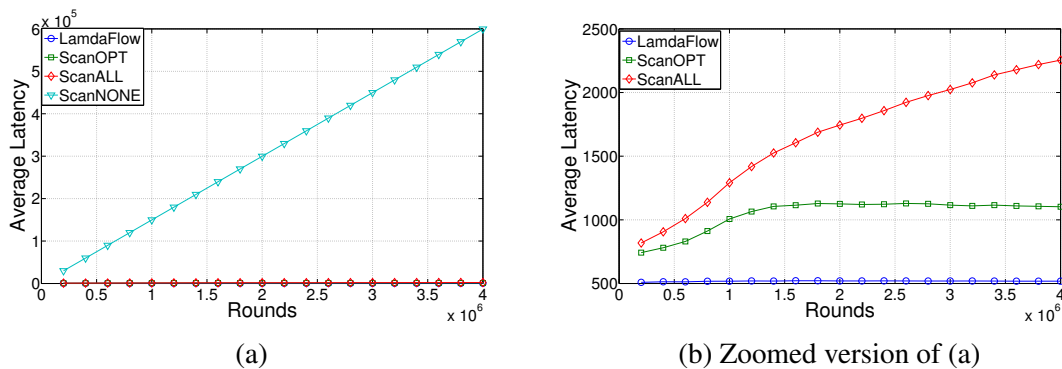 x 10^5
6
5
4
3
2
1
0
Average Latency
LamdaFlow
ScanOPT
ScanALL
ScanNONE
0 0.5 1 1.5 2 2.5 3 3.5 4
Rounds
x 10^6
(a)
2500
2000
1500
1000
500
Average Latency
LamdaFlow
ScanOPT
ScanALL
0 0.5 1 1.5 2 2.5 3 3.5 4
Rounds
x 10^6
(b) Zoomed version of (a)